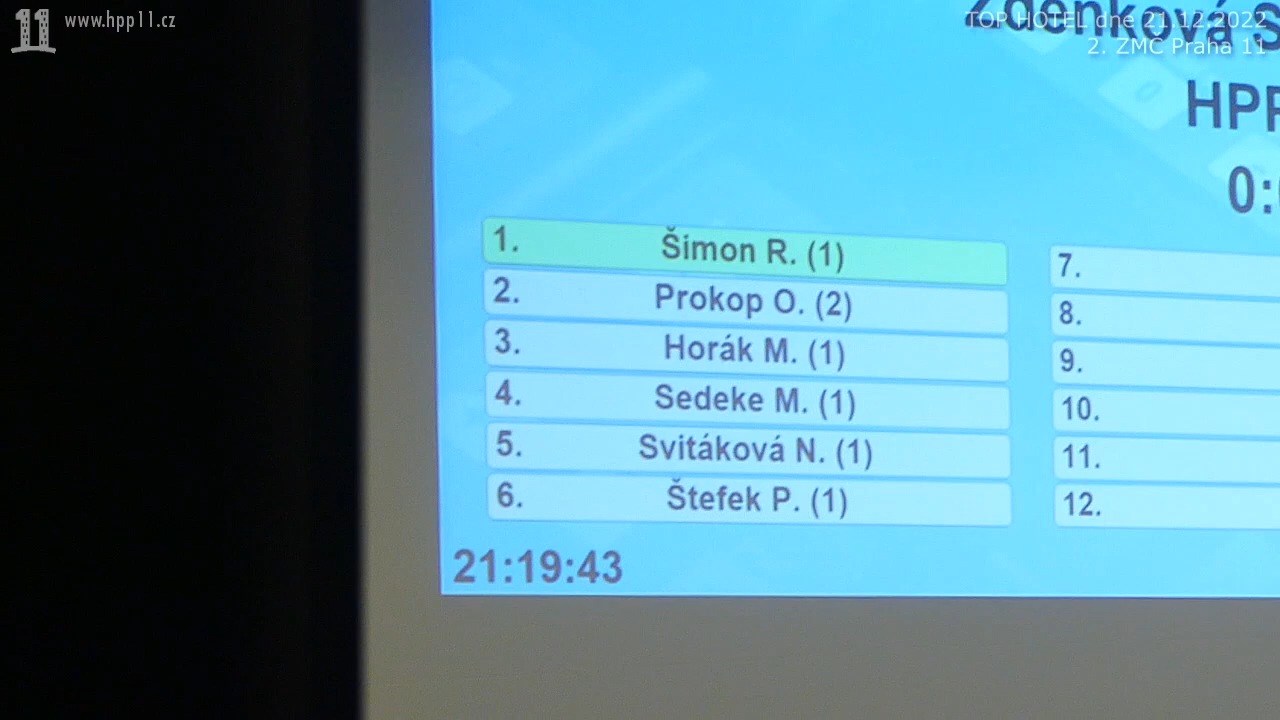 11 www.hpp11.cz
TOP HOTEL dne 21.12.2022
2. ZMČ Praha 11
Zdenková
HPP
0:
1. Šimon R. (1)
2. Prokop O. (2)
3. Horák M. (1)
4. Sedeke M. (1)
5. Svitáková N. (1)
6. Štefek P. (1)
7.
8.
9.
10.
11.
12.
21:19:43